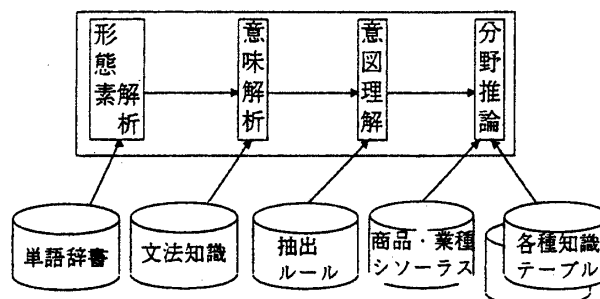 形態素解析
意味解析
意図理解
分野推論
単語辞書
文法知識
抽出
ルール
商品・業種
シソーラス
各種知識
テーブル